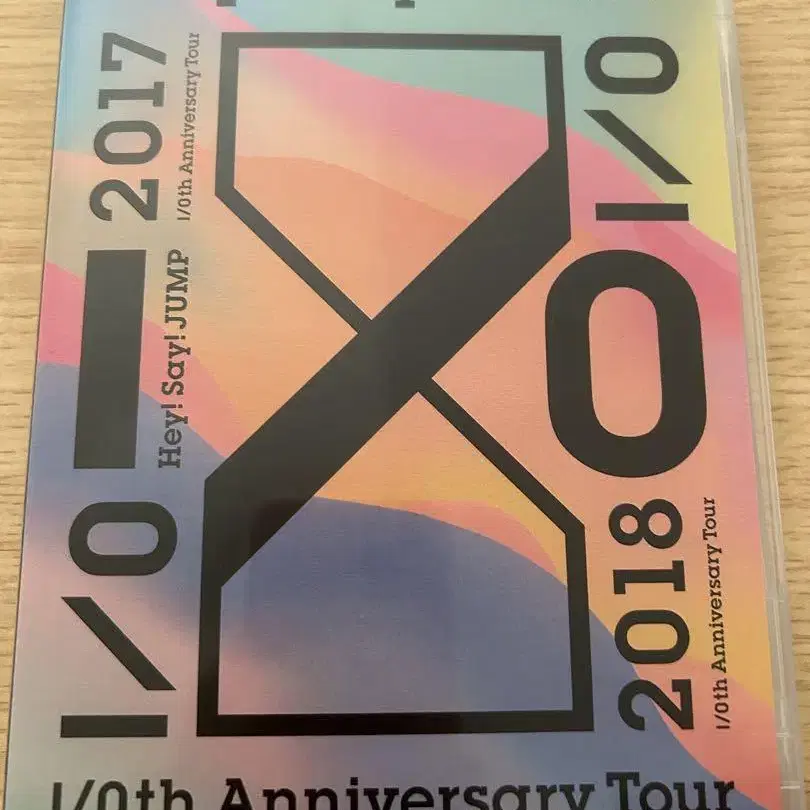 I/O
2017
I/0th Anniversary Tour
Hey! Say! JUMP
I/O
O
2018
I/0th Anniversary Tour
I/0th Anniversary Tour